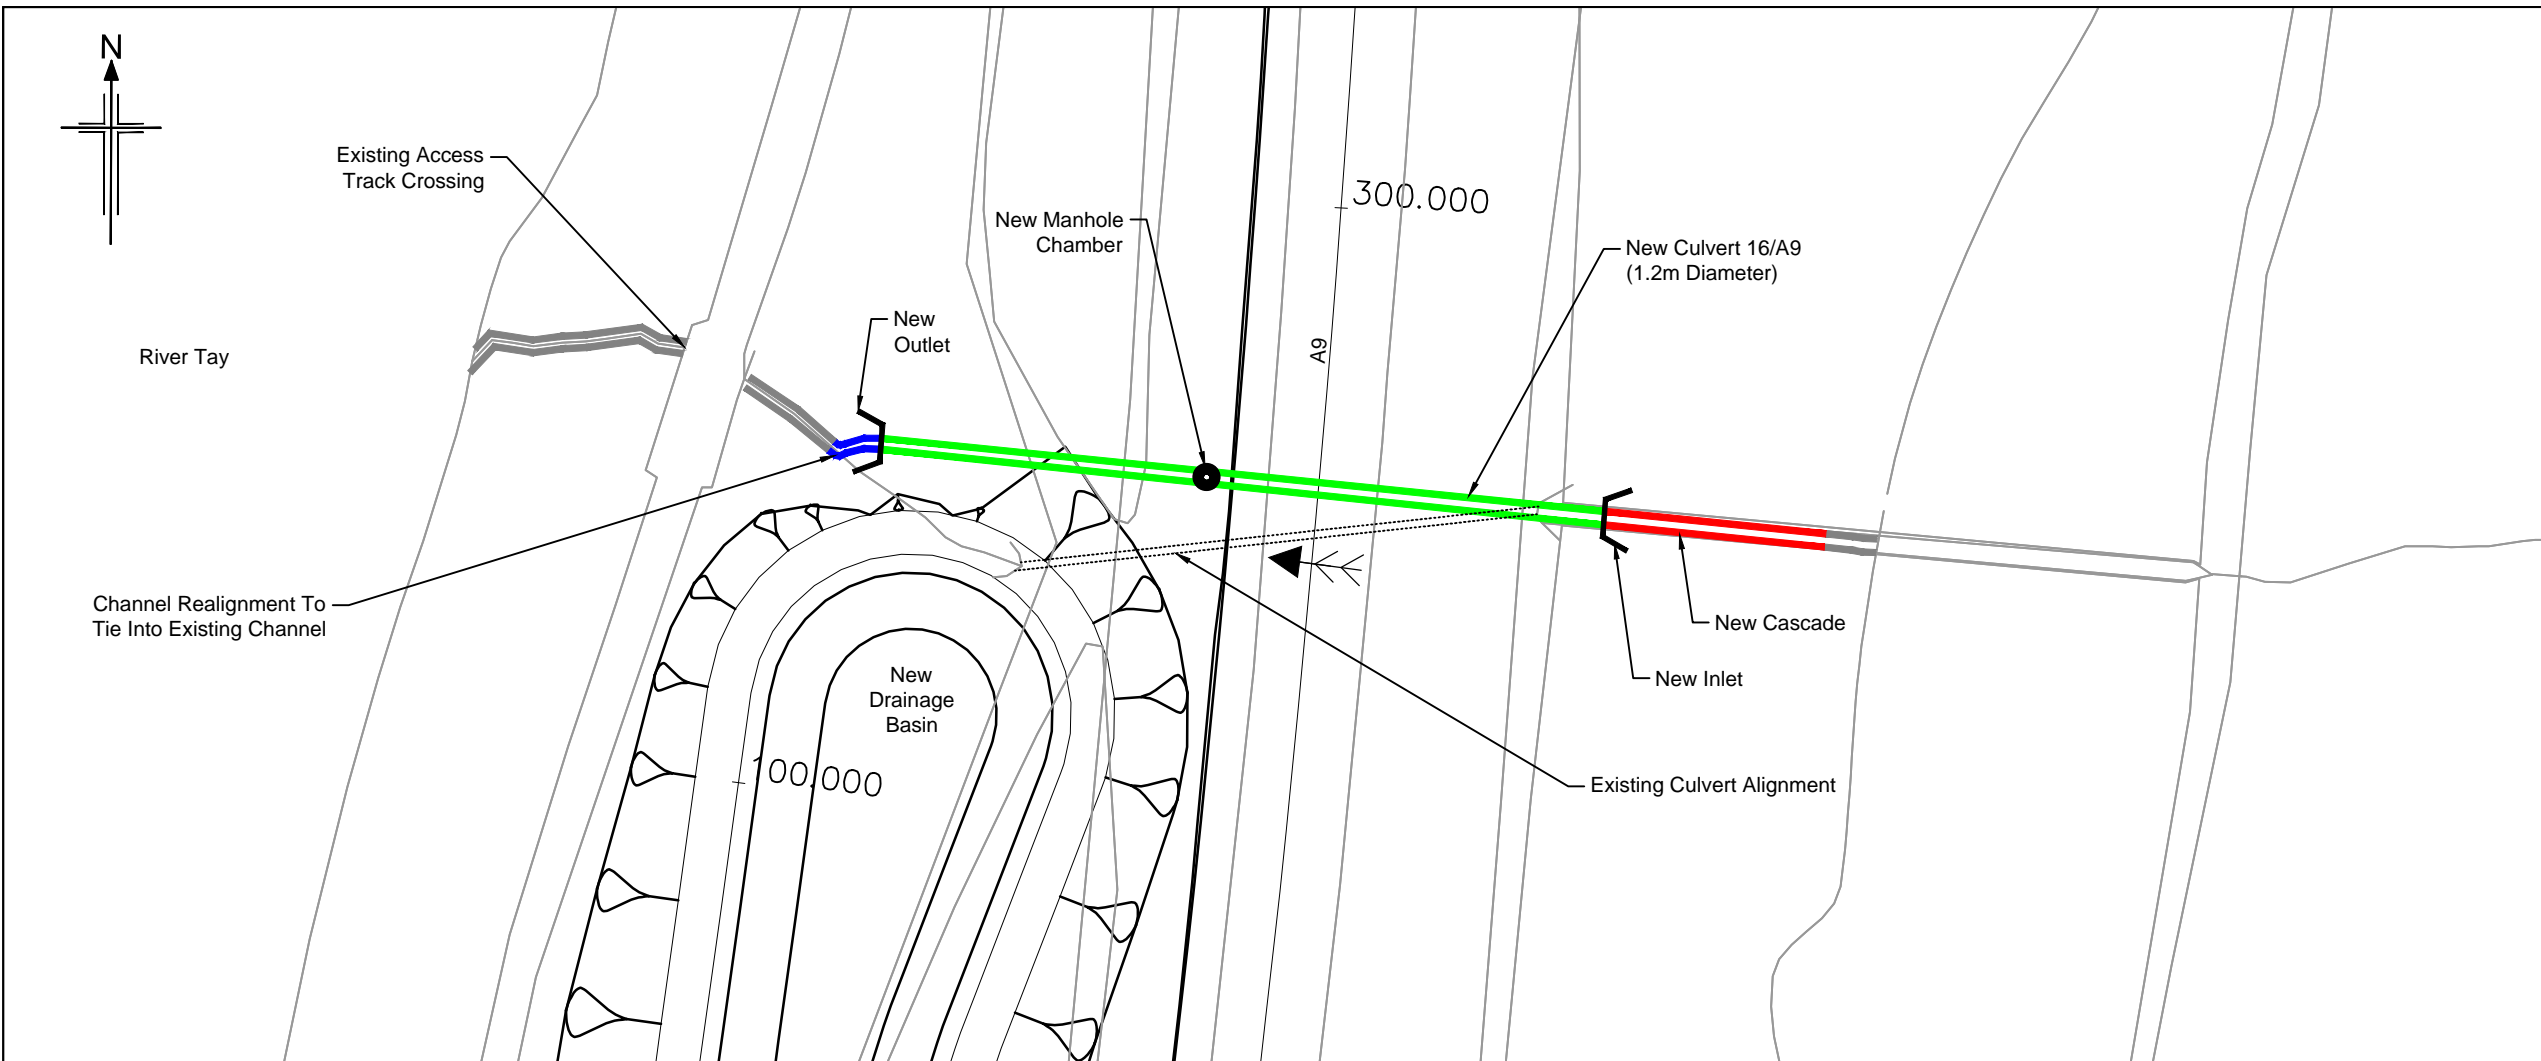 N
Existing Access
Track Crossing
300.000
New Manhole
Chamber
New Culvert 16/A9
(1.2m Diameter)
New
Outlet
A9
River Tay
Channel Realignment To
Tie Into Existing Channel
New Cascade
New Inlet
New
Drainage
Basin
100.000
Existing Culvert Alignment